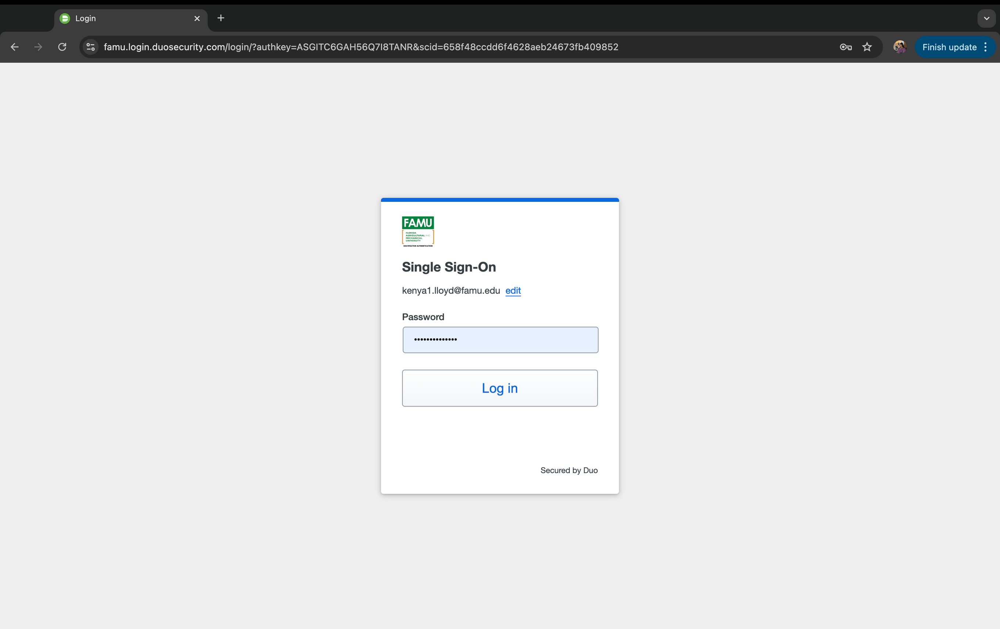 Login
famu.login.duosecurity.com/login/?authkey=ASGITC6GAH56Q7I8TANR&scid=658f48ccdd6f4628aeb24673fb409852
Finish update
FAMU
FLORIDA
AGRICULTURAL AND
MECHANICAL
UNIVERSITY
MULTIFACTOR AUTHENTICATION
Single Sign-On
kenya1.lloyd@famu.edu edit
Password
••••••••••••••
Log in
Secured by Duo